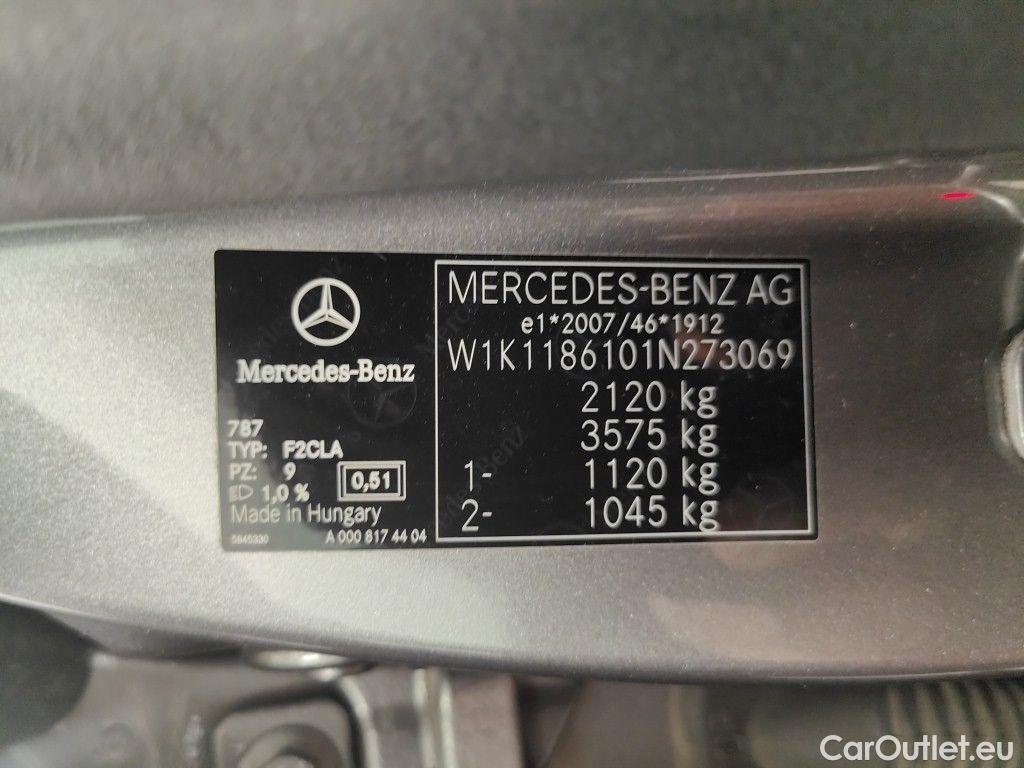 Mercedes-Benz
787
TYP: F2CLA
PZ: 9
1,0 %
0,51
Made in Hungary
5845330
A 000 817 44 04
MERCEDES-BENZ AG
e1*2007/46*1912
W1K1186101N273069
2120 kg
3575 kg
1- 1120 kg
2- 1045 kg
CarOutlet.eu